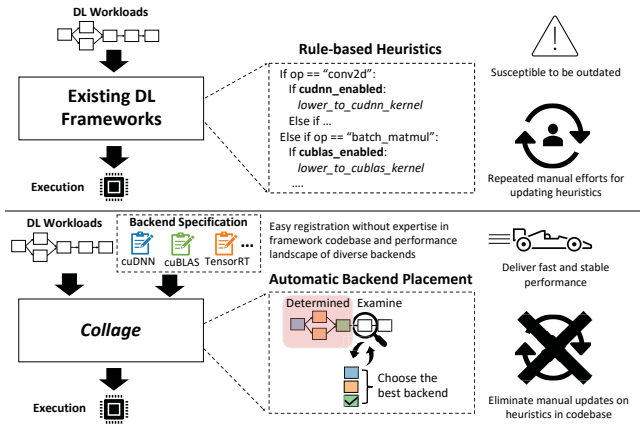 DL Workloads
Existing DL
Frameworks
Execution
Rule-based Heuristics
If op == “conv2d”:
If cudnn_enabled:
lower_to_cudnn_kernel
Else if ...
Else if op == “batch_matmul”:
If cublas_enabled:
lower_to_cublas_kernel
....
Susceptible to be outdated
Repeated manual efforts for
updating heuristics
DL Workloads
Backend Specification
cuDNN
cuBLAS
TensorRT
...
Easy registration without expertise in
framework codebase and performance
landscape of diverse backends
Collage
Execution
Automatic Backend Placement
Determined
Examine
Choose the
best backend
Deliver fast and stable
performance
Eliminate manual updates on
heuristics in codebase